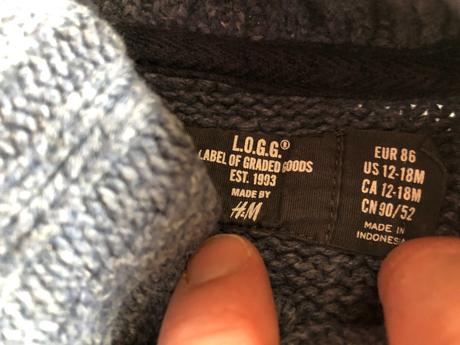 L.O.G.G.®
LABEL OF GRADED GOODS
EST. 1993
MADE BY
H&M
EUR 86
US 12-18M
CA 12-18M
CN 90/52
MADE IN
INDONESIA